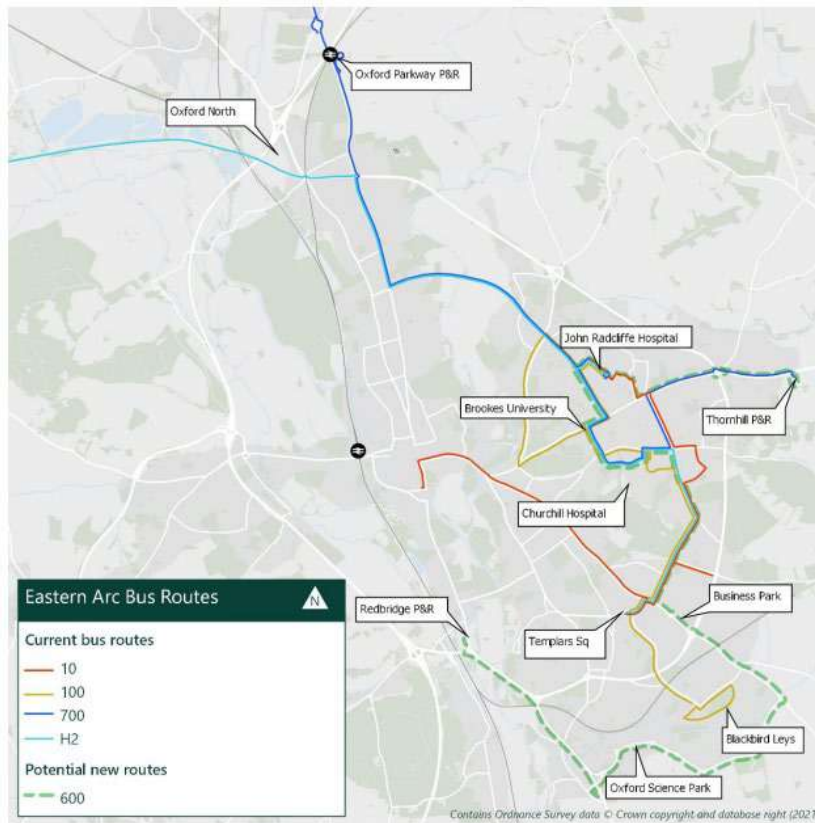 Oxford Parkway P&R
Oxford North
John Radcliffe Hospital
Brookes University
Thornhill P&R
Churchill Hospital
Eastern Arc Bus Routes
N
Redbridge P&R
Business Park
Templars Sq
Current bus routes
10
100
700
H2
Blackbird Leys
Potential new routes
600
Oxford Science Park
Contains Ordnance Survey data © Crown copyright and database right (2021